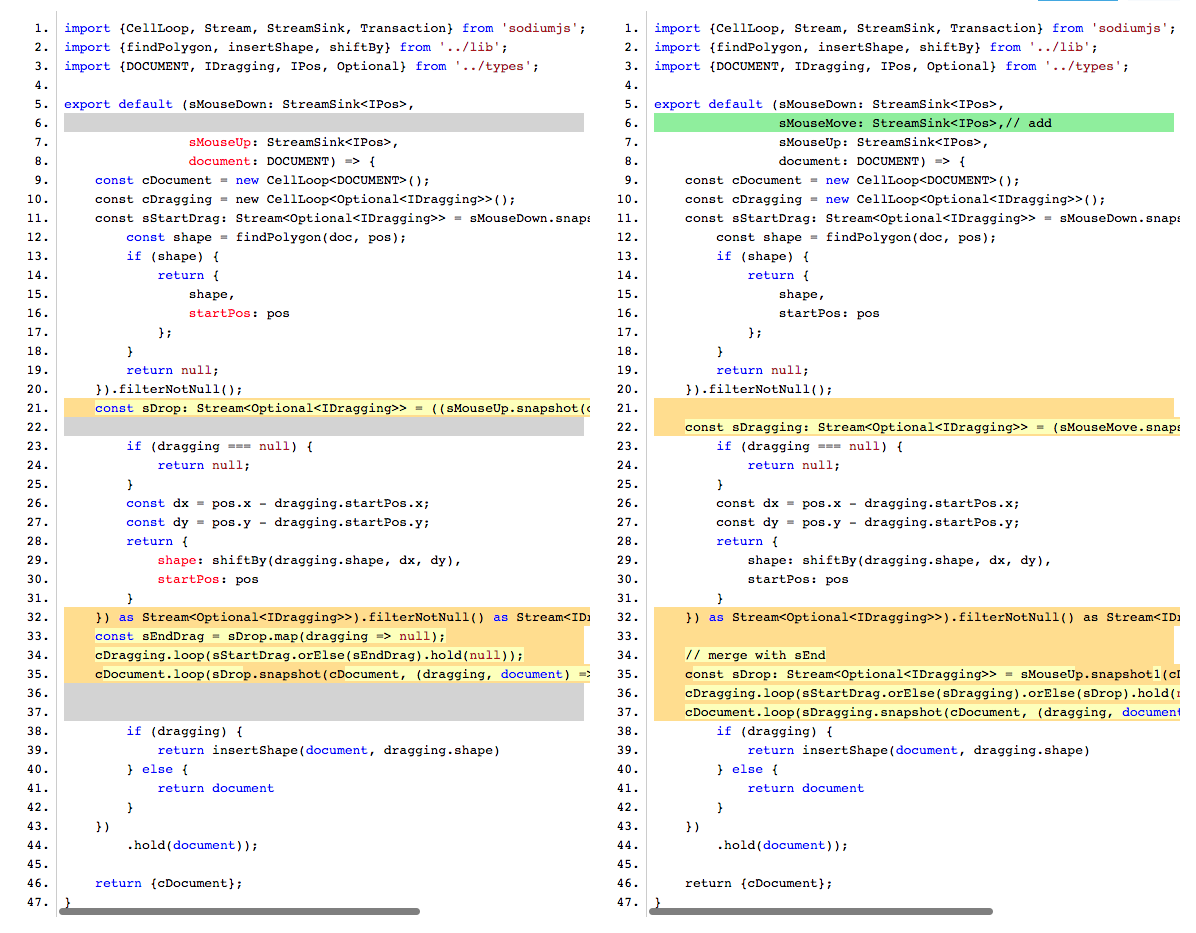 1. import {CellLoop, Stream, StreamSink, Transaction} from 'sodiumjs';
2. import {findPolygon, insertShape, shiftBy} from '../lib';
3. import {DOCUMENT, IDragging, IPos, Optional} from '../types';
4.
5. export default (sMouseDown: StreamSink<IPos>,
6.
7. sMouseUp: StreamSink<IPos>,
8. document: DOCUMENT) => {
9. const cDocument = new CellLoop<DOCUMENT>();
10. const cDragging = new CellLoop<Optional<IDragging>>();
11. const sStartDrag: Stream<Optional<IDragging>> = sMouseDown.snaps
12. const shape = findPolygon(doc, pos);
13. if (shape) {
14. return {
15. shape,
16. startPos: pos
17. };
18. }
19. return null;
20. }).filterNotNull();
21. const sDrop: Stream<Optional<IDragging>> = ((sMouseUp.snapshot(c
22.
23. if (dragging === null) {
24. return null;
25. }
26. const dx = pos.x - dragging.startPos.x;
27. const dy = pos.y - dragging.startPos.y;
28. return {
29. shape: shiftBy(dragging.shape, dx, dy),
30. startPos: pos
31. }
32. }) as Stream<Optional<IDragging>>).filterNotNull() as Stream<IDr
33. const sEndDrag = sDrop.map(dragging => null);
34. cDragging.loop(sStartDrag.orElse(sEndDrag).hold(null));
35. cDocument.loop(sDrop.snapshot(cDocument, (dragging, document) =>
36.
37.
38. if (dragging) {
39. return insertShape(document, dragging.shape)
40. } else {
41. return document
42. }
43. })
44. .hold(document));
45.
46. return {cDocument};
47. }
1. import {CellLoop, Stream, StreamSink, Transaction} from 'sodiumjs';
2. import {findPolygon, insertShape, shiftBy} from '../lib';
3. import {DOCUMENT, IDragging, IPos, Optional} from '../types';
4.
5. export default (sMouseDown: StreamSink<IPos>,
6. sMouseMove: StreamSink<IPos>,// add
7. sMouseUp: StreamSink<IPos>,
8. document: DOCUMENT) => {
9. const cDocument = new CellLoop<DOCUMENT>();
10. const cDragging = new CellLoop<Optional<IDragging>>();
11. const sStartDrag: Stream<Optional<IDragging>> = sMouseDown.snaps
12. const shape = findPolygon(doc, pos);
13. if (shape) {
14. return {
15. shape,
16. startPos: pos
17. };
18. }
19. return null;
20. }).filterNotNull();
21.
22. const sDragging: Stream<Optional<IDragging>> = (sMouseMove.snaps
23. if (dragging === null) {
24. return null;
25. }
26. const dx = pos.x - dragging.startPos.x;
27. const dy = pos.y - dragging.startPos.y;
28. return {
29. shape: shiftBy(dragging.shape, dx, dy),
30. startPos: pos
31. }
32. }) as Stream<Optional<IDragging>>).filterNotNull() as Stream<ID
33.
34. // merge with sEnd
35. const sDrop: Stream<Optional<IDragging>> = sMouseUp.snapshot1(cD
36. cDragging.loop(sStartDrag.orElse(sDragging).orElse(sDrop).hold(n
37. cDocument.loop(sDragging.snapshot(cDocument, (dragging, document
38. if (dragging) {
39. return insertShape(document, dragging.shape)
40. } else {
41. return document
42. }
43. })
44. .hold(document));
45.
46. return {cDocument};
47. }